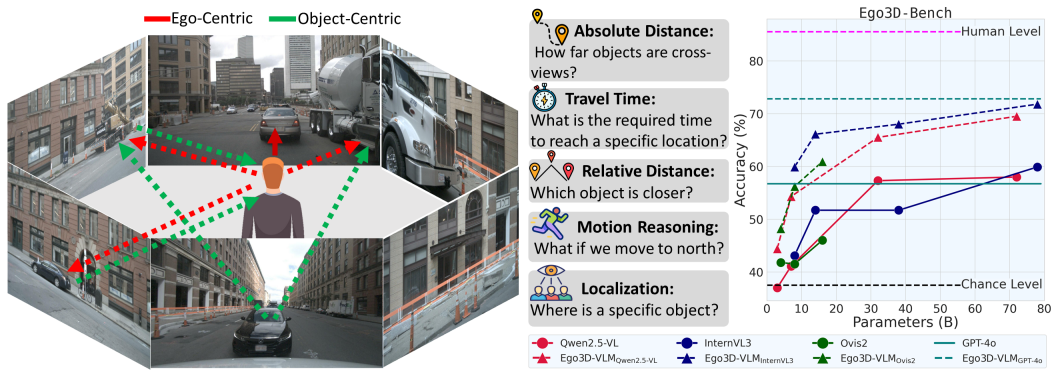 Ego-Centric Object-Centric
Absolute Distance:
How far objects are cross-
views?
Travel Time:
What is the required time
to reach a specific location?
Relative Distance:
Which object is closer?
Motion Reasoning:
What if we move to north?
Localization:
Where is a specific object?
Ego3D-Bench
Human Level
Chance Level
Accuracy (%)
80
70
60
50
40
0 10 20 30 40 50 60 70 80
Parameters (B)
Qwen2.5-VL InternVL3 Ovis2 GPT-4o
Ego3D-VLM_Qwen2.5-VL Ego3D-VLM_InternVL3 Ego3D-VLM_Ovis2 Ego3D-VLM_GPT-4o